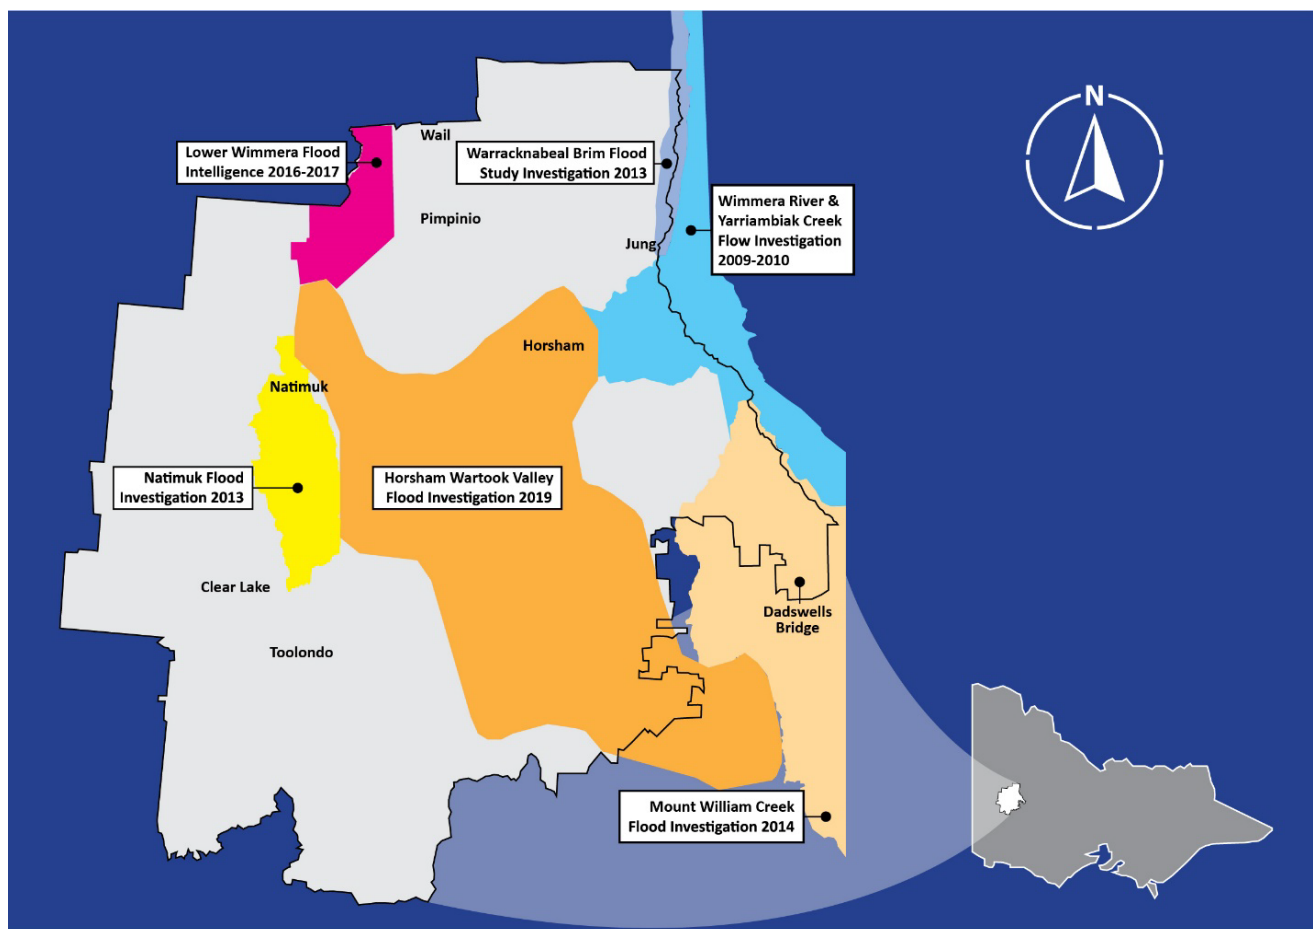 N
Wail
Lower Wimmera Flood
Intelligence 2016-2017
Warracknabeal Brim Flood
Study Investigation 2013
Wimmera River &
Yarriambiak Creek
Flow Investigation
2009-2010
Pimpinio
Jung
Horsham
Natimuk
Natimuk Flood
Investigation 2013
Horsham Wartook Valley
Flood Investigation 2019
Clear Lake
Dadswells
Bridge
Toolondo
Mount William Creek
Flood Investigation 2014